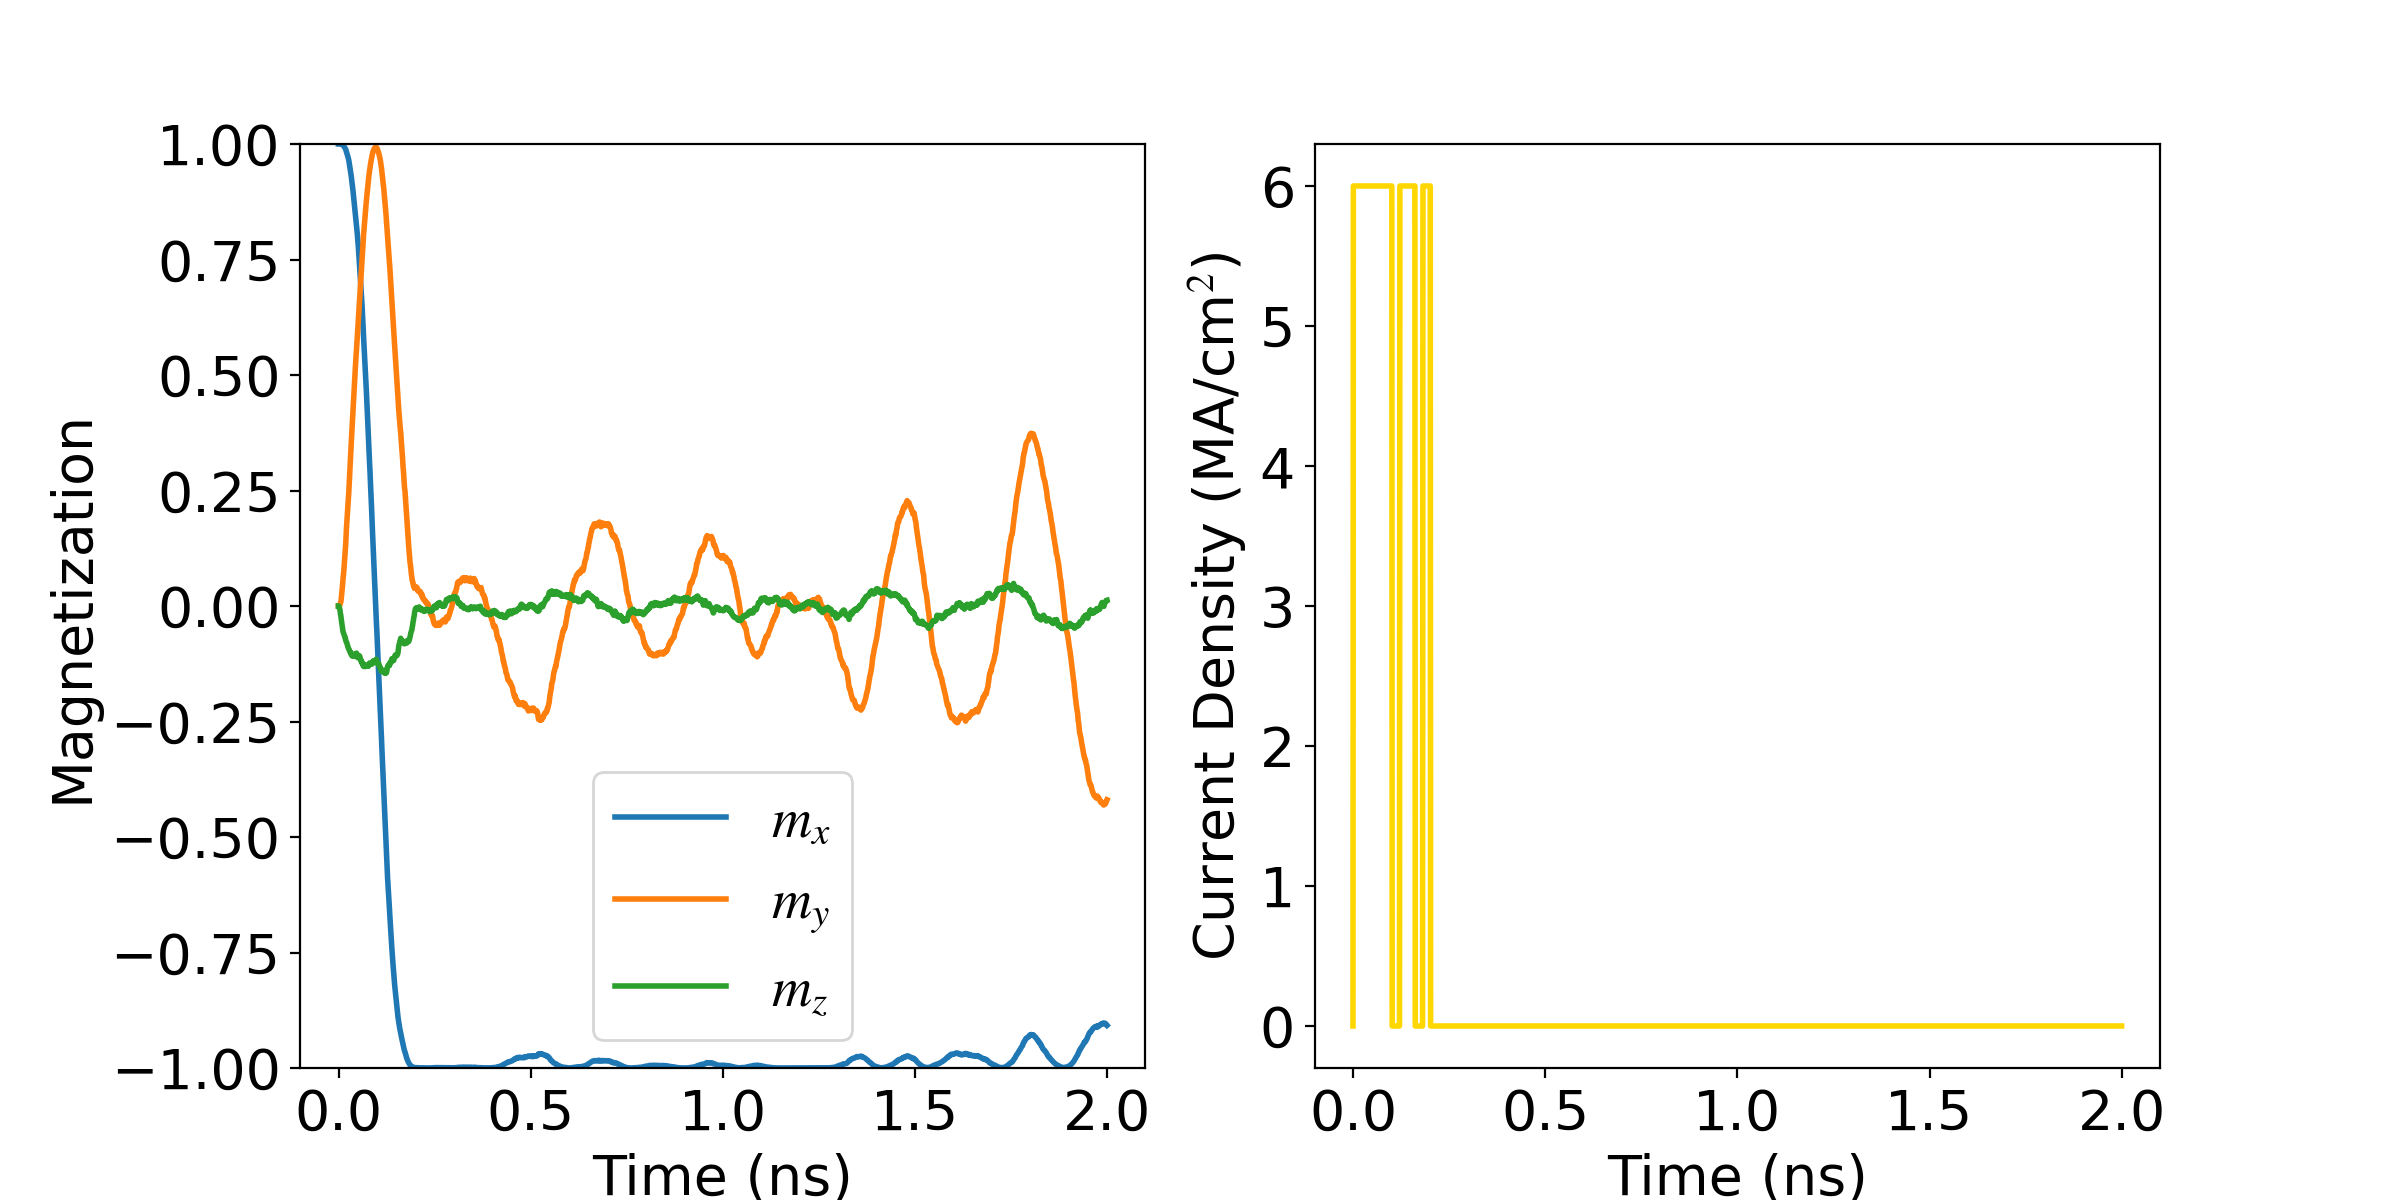 Magnetization
1.00
0.75
0.50
0.25
0.00
−0.25
−0.50
−0.75
−1.00
0.0 0.5 1.0 1.5 2.0
Time (ns)
m_x
m_y
m_z
Current Density (MA/cm²)
6
5
4
3
2
1
0
0.0 0.5 1.0 1.5 2.0
Time (ns)